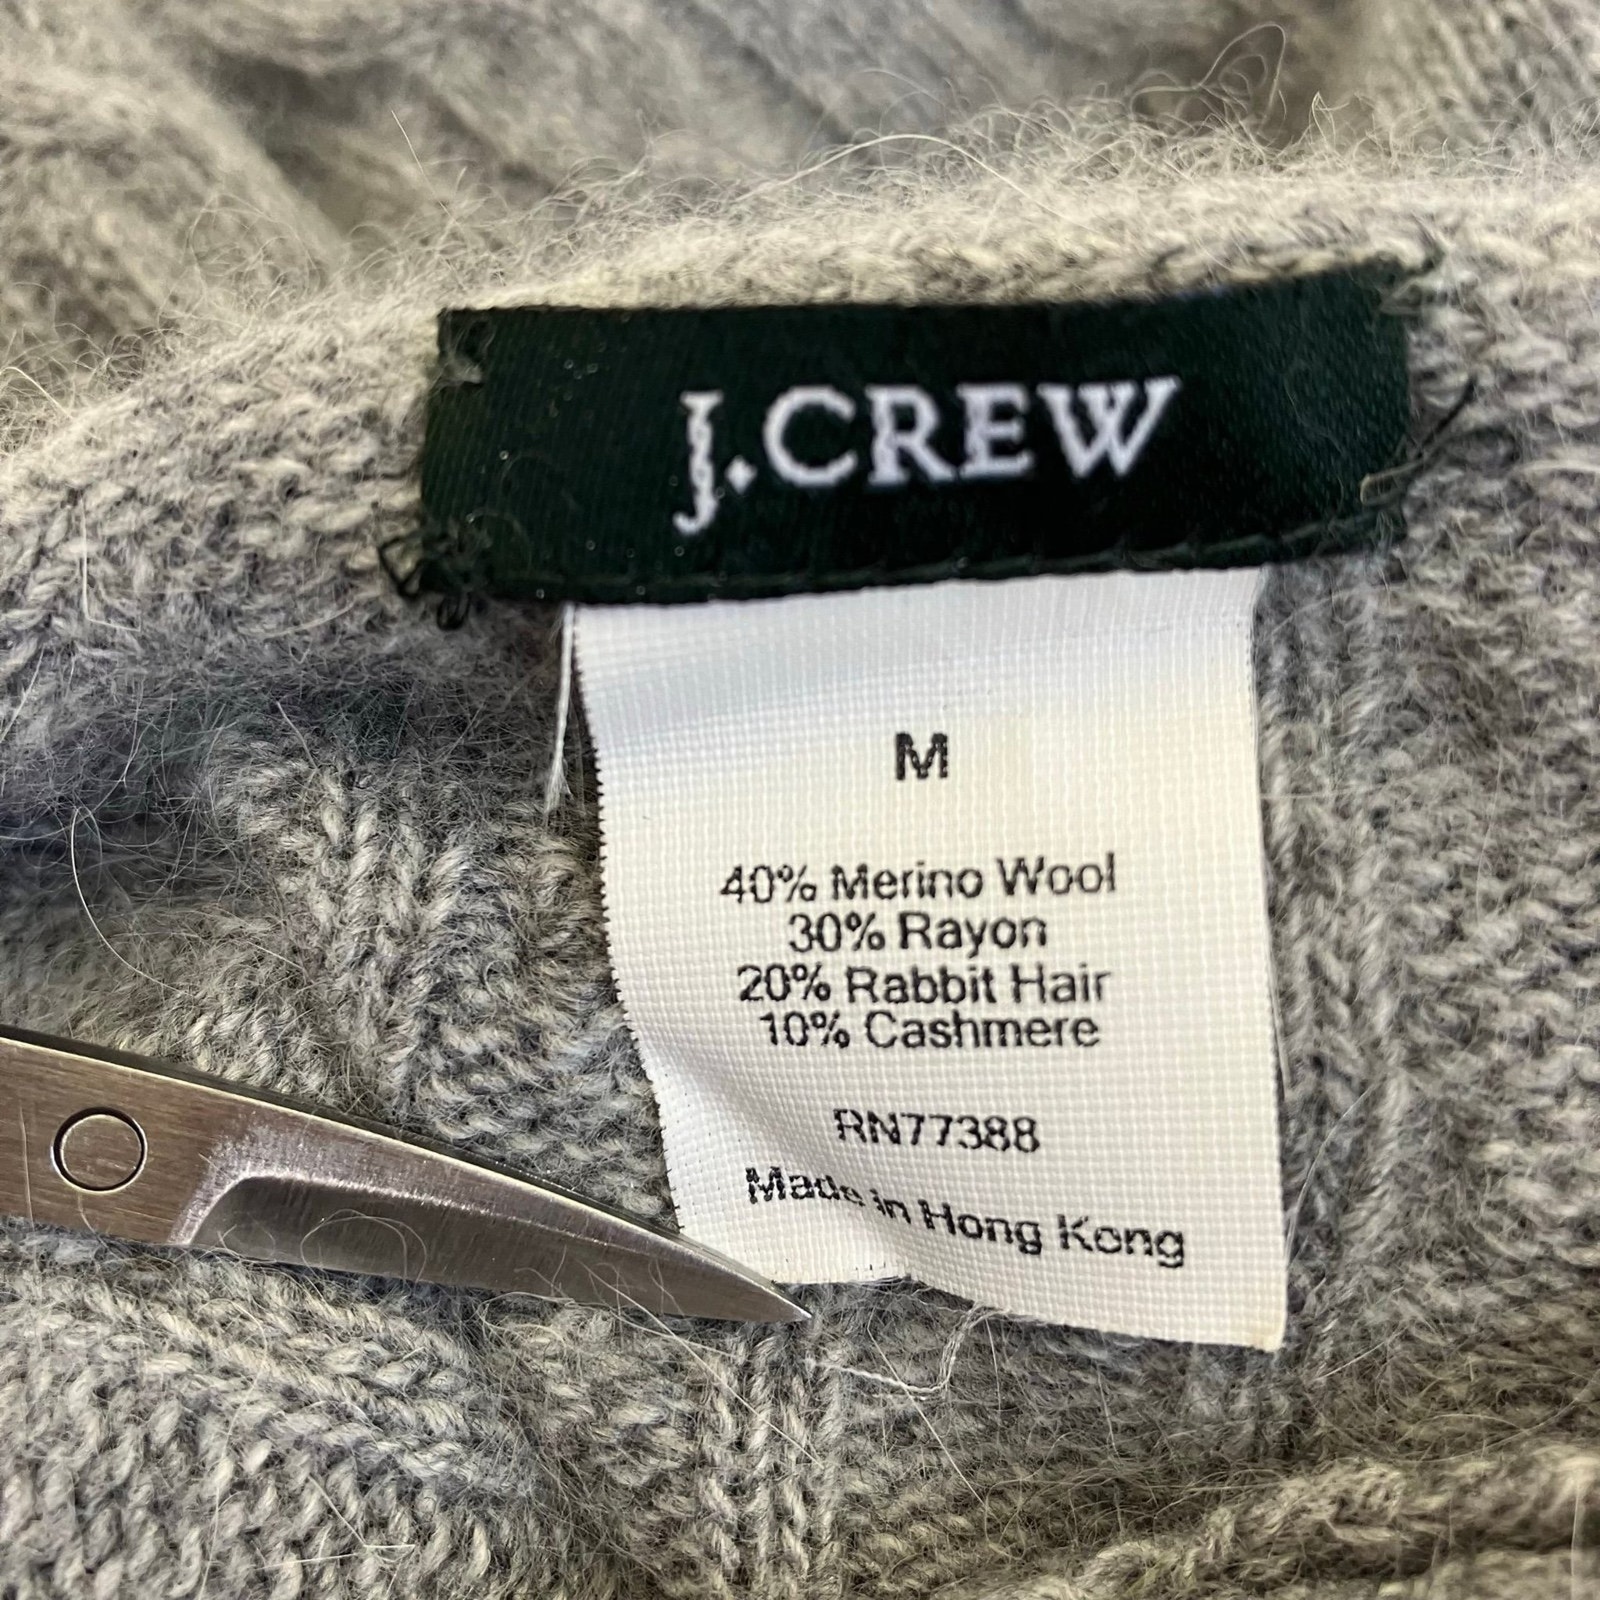 J.CREW
M
40% Merino Wool
30% Rayon
20% Rabbit Hair
10% Cashmere
RN77388
Made in Hong Kong